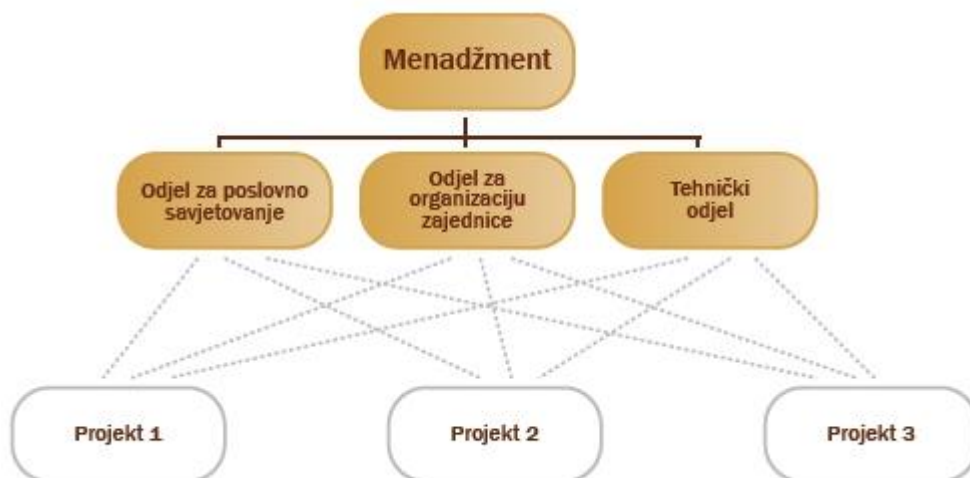 Menadžment
Odjel za poslovno
savjetovanje
Odjel za
organizaciju
zajednice
Tehnički
odjel
Projekt 1
Projekt 2
Projekt 3